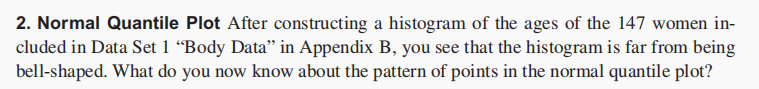 2. Normal Quantile Plot After constructing a histogram of the ages of the 147 women in-
cluded in Data Set 1 “Body Data” in Appendix B, you see that the histogram is far from being
bell-shaped. What do you now know about the pattern of points in the normal quantile plot?